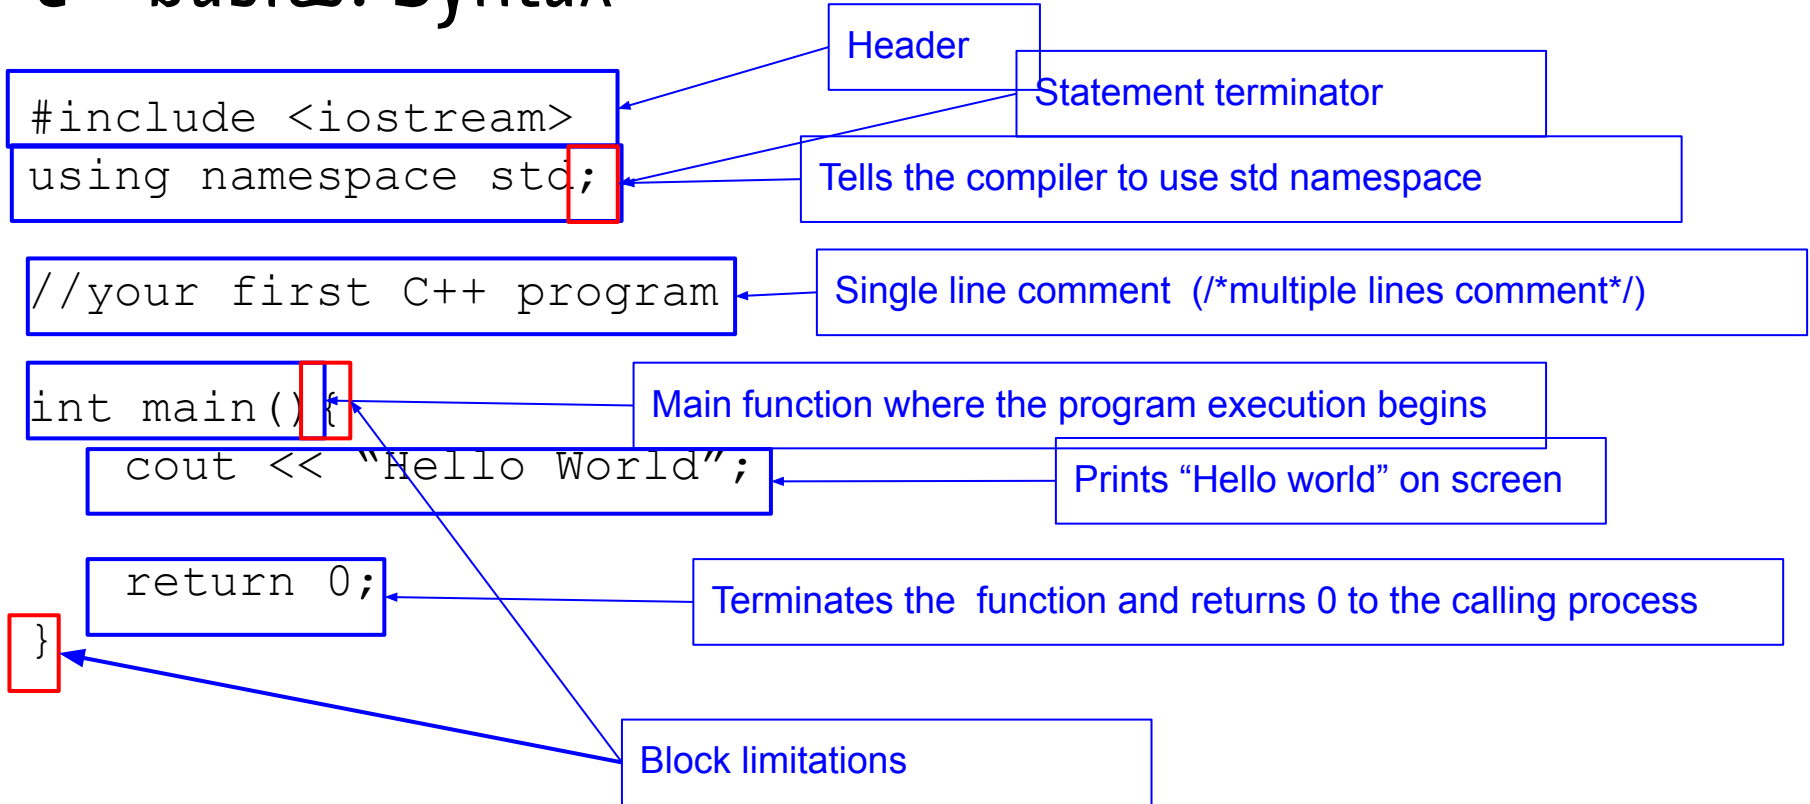 Syntax
Header
#include <iostream>
Statement terminator
using namespace std;
Tells the compiler to use std namespace
//your first C++ program
Single line comment (/*multiple lines comment*/)
int main(){
Main function where the program execution begins
cout << “Hello World”;
Prints “Hello world” on screen
return 0;
Terminates the function and returns 0 to the calling process
}
Block limitations